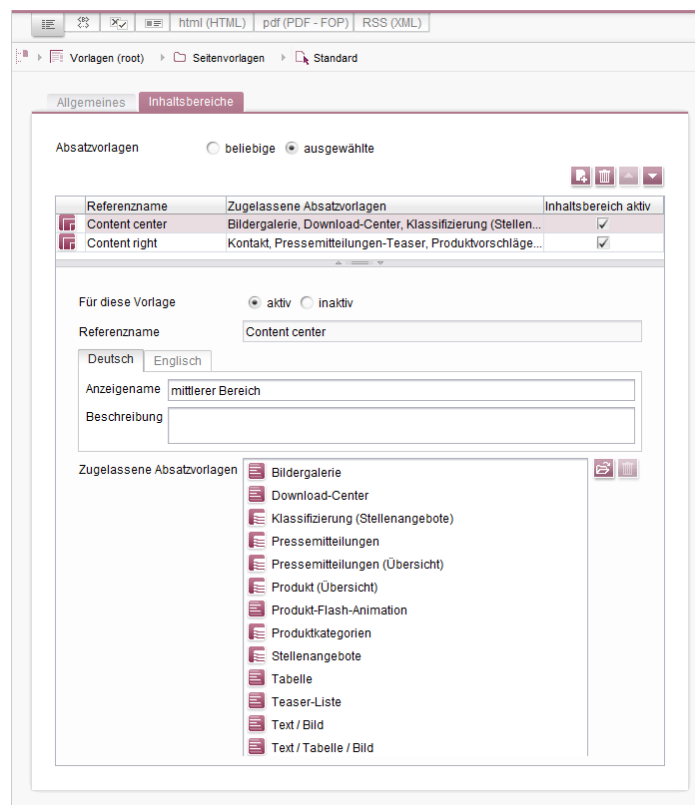 html (HTML) pdf (PDF - FOP) RSS (XML)
Vorlagen (root) Seitenvorlagen Standard
Allgemeines Inhaltsbereiche
Absatzvorlagen beliebige ausgewählte
Referenzname Zugelassene Absatzvorlagen Inhaltsbereich aktiv
Content center Bildergalerie, Download-Center, Klassifizierung (Stellen...
Content right Kontakt, Pressemitteilungen-Teaser, Produktvorschläge...
Für diese Vorlage aktiv inaktiv
Referenzname Content center
Deutsch Englisch
Anzeigename mittlerer Bereich
Beschreibung
Zugelassene Absatzvorlagen Bildergalerie
Download-Center
Klassifizierung (Stellenangebote)
Pressemitteilungen
Pressemitteilungen (Übersicht)
Produkt (Übersicht)
Produkt-Flash-Animation
Produktkategorien
Stellenangebote
Tabelle
Teaser-Liste
Text / Bild
Text / Tabelle / Bild